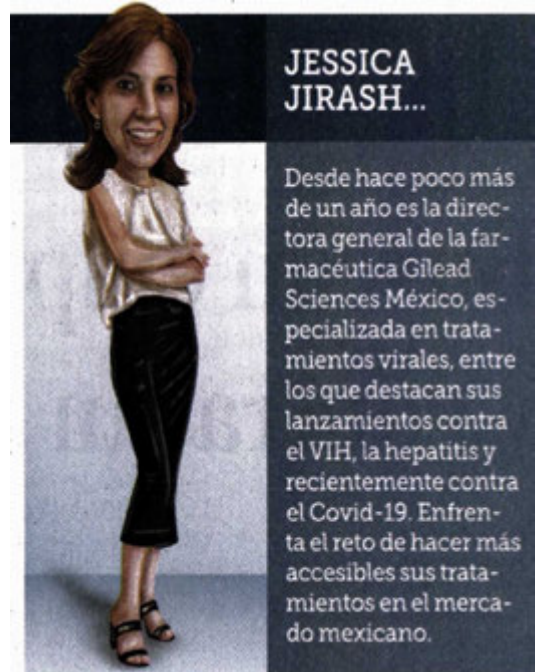 JESSICA
JIRASH...
Desde hace poco más
de un año es la direc-
tora general de la far-
macéutica Gilead
Sciences México, es-
pecializada en trata-
mientos virales, entre
los que destacan sus
lanzamientos contra
el VIH, la hepatitis y
recientemente contra
el Covid-19. Enfren-
ta el reto de hacer más
accesibles sus trata-
mientos en el merca-
do mexicano.